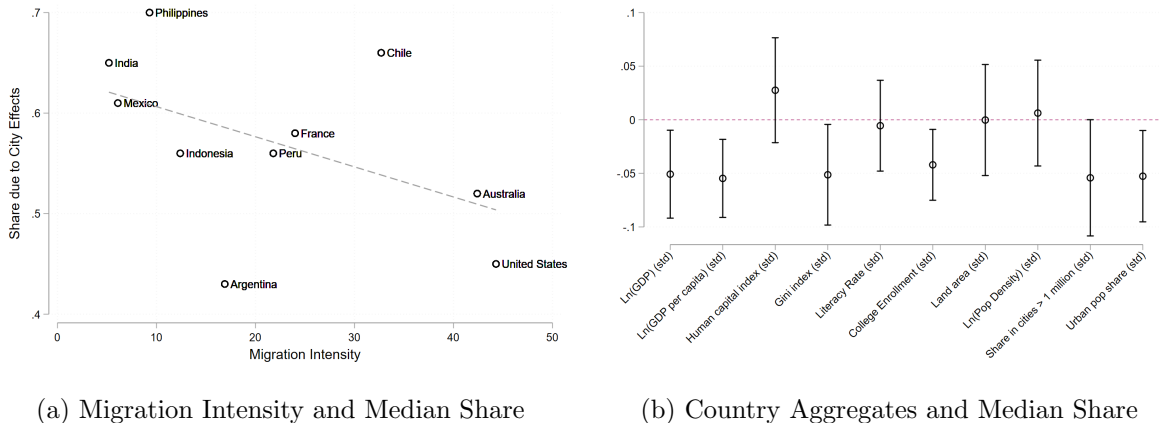 Share due to City Effects
.7
.6
.5
.4
Philippines
Chile
India
Mexico
France
Indonesia
Peru
Australia
United States
Argentina
0
10
20
30
40
50
Migration Intensity
(a) Migration Intensity and Median Share
.1
.05
0
-.05
-.1
Ln(GDP) (std)
Ln(GDP per capita) (std)
Human capital index (std)
Gini index (std)
Literacy Rate (std)
College Enrollment (std)
Land area (std)
Ln(Pop Density) (std)
Share in cities > 1 million (std)
Urban pop share (std)
(b) Country Aggregates and Median Share